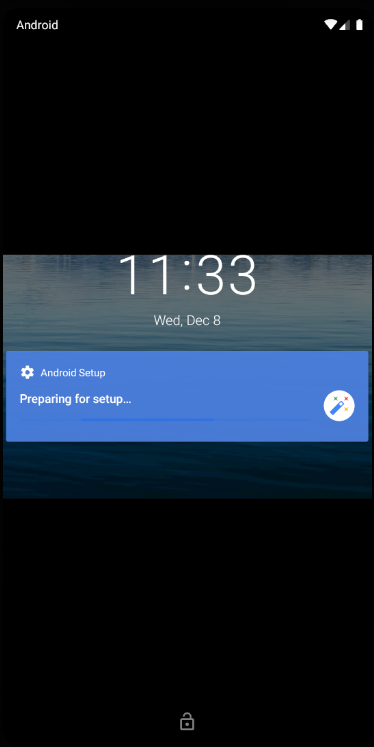 Android
11:33
Wed, Dec 8
Android Setup
Preparing for setup…